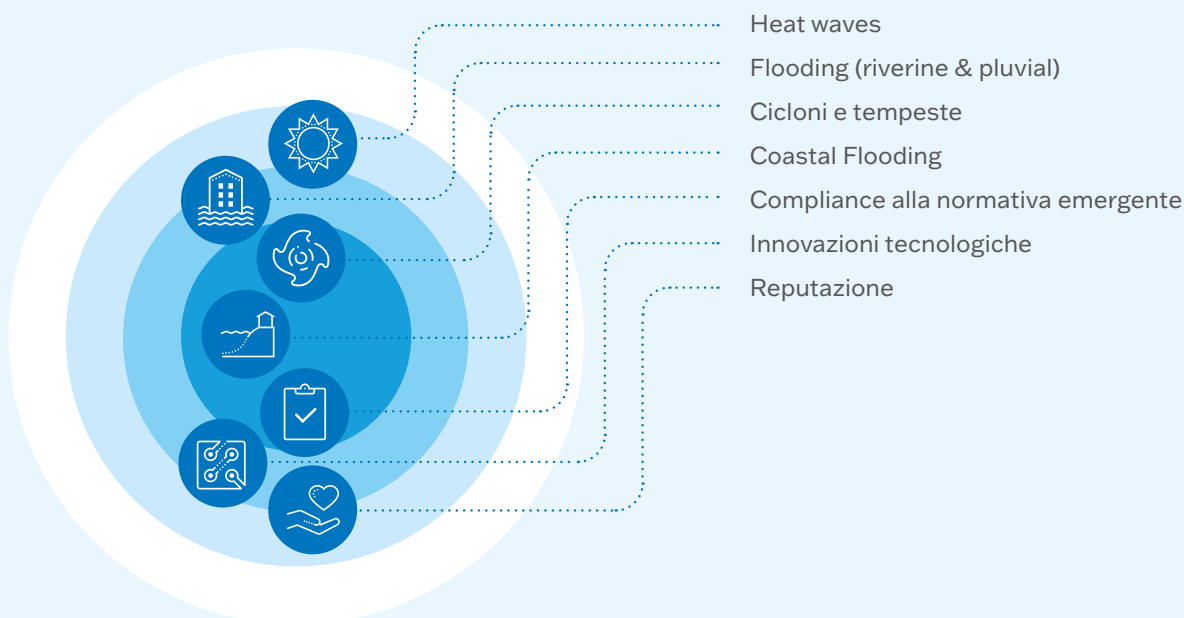 Heat waves
Flooding (riverine & pluvial)
Cicloni e tempeste
Coastal Flooding
Compliance alla normativa emergente
Innovazioni tecnologiche
Reputazione